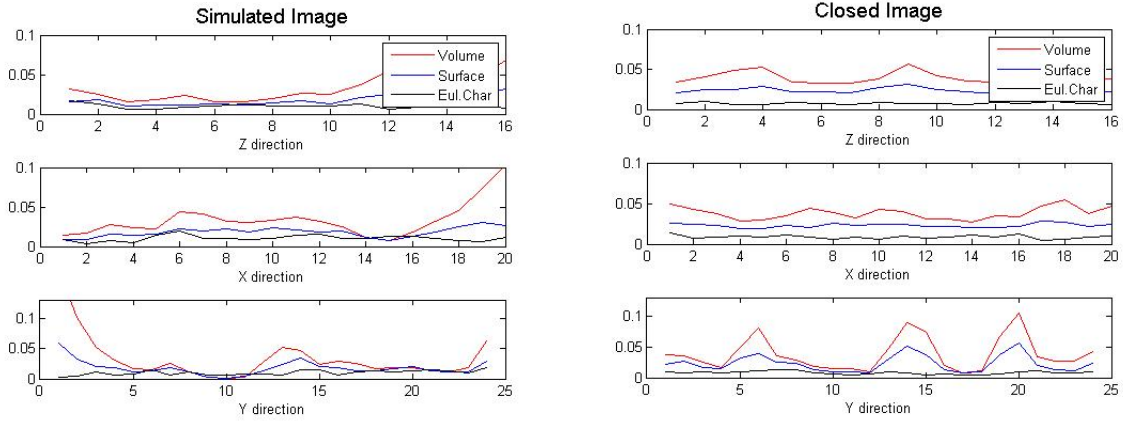 Simulated Image
0.1
0.05
0
Volume
Surface
Eul.Char
0 2 4 6 8 10 12 14 16
Z direction
0.1
0.05
0
0 2 4 6 8 10 12 14 16 18 20
X direction
0.1
0.05
0
0 5 10 15 20 25
Y direction
Closed Image
0.1
0.05
0
Volume
Surface
Eul.Char
0 2 4 6 8 10 12 14 16
Z direction
0.1
0.05
0
0 2 4 6 8 10 12 14 16 18 20
X direction
0.1
0.05
0
0 5 10 15 20 25
Y direction